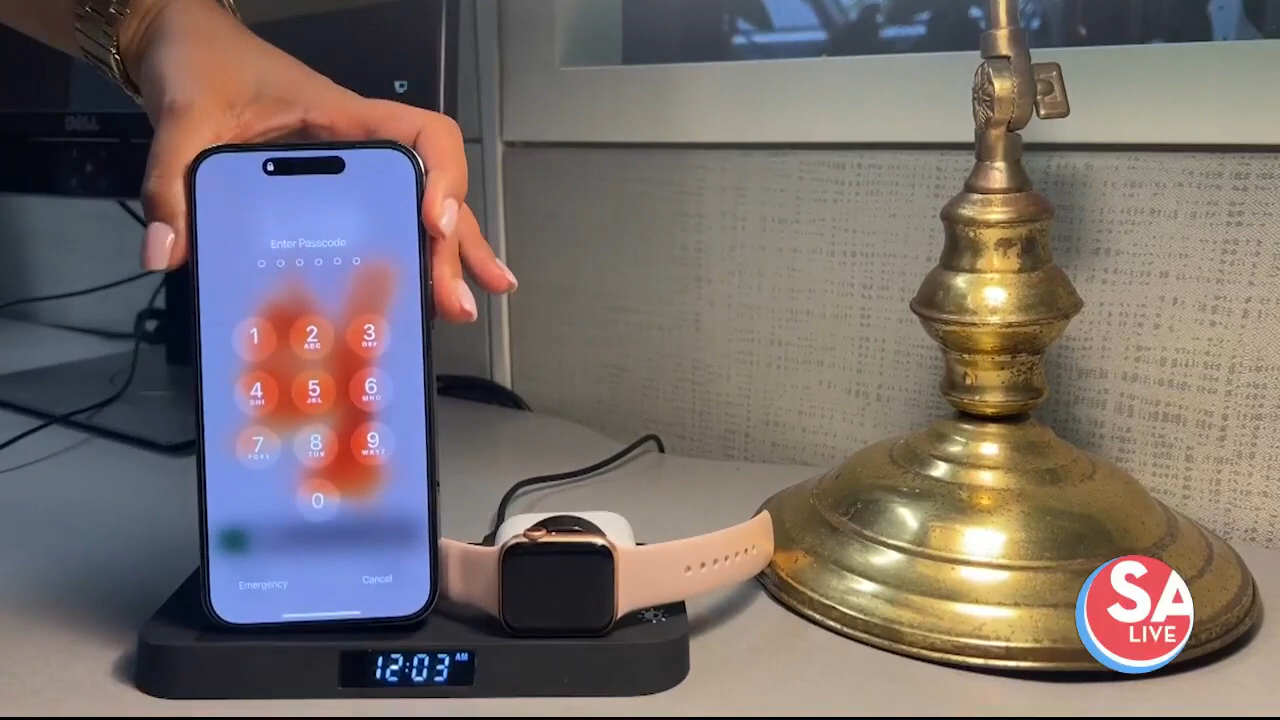 DELL
Enter Passcode
1 2 3
ABC DEF
4 5 6
GHI JKL MNO
7 8 9
PQRS TUV WXYZ
0
Emergency Cancel
12:03 AM
SA
LIVE